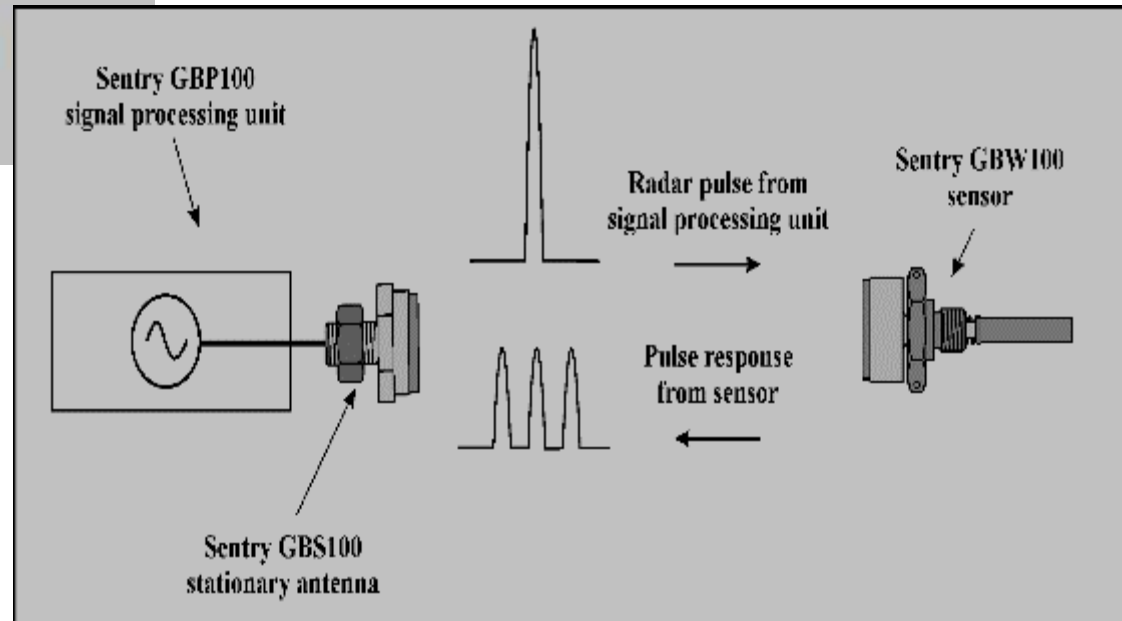 Sentry GBP100
signal processing unit
Radar pulse from
signal processing unit
Sentry GBW100
sensor
Pulse response
from sensor
Sentry GBS100
stationary antenna